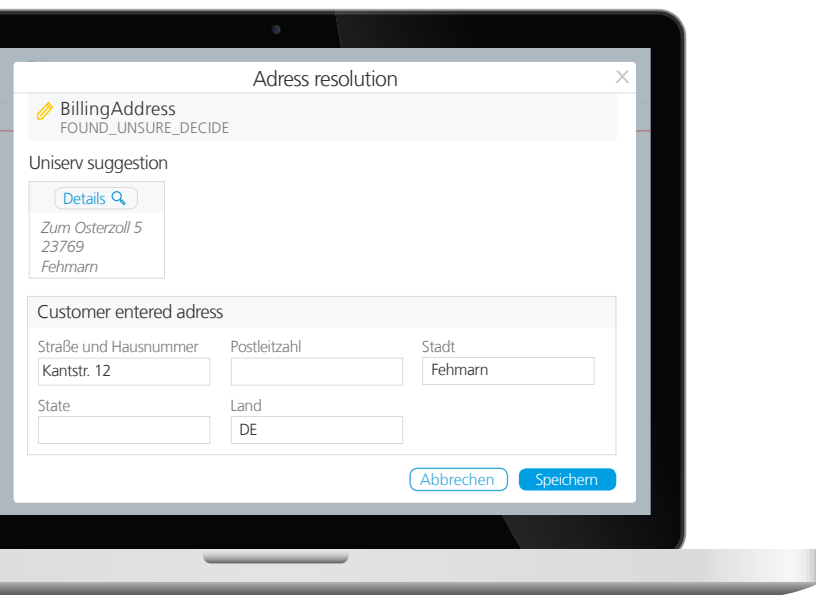 Adress resolution
X
BillingAddress
FOUND_UNSURE_DECIDE
Uniserv suggestion
Details
Zum Osterzoll 5
23769
Fehmarn
Customer entered adress
Straße und Hausnummer Postleitzahl Stadt
Kantstr. 12 Fehmarn
State Land
DE
Abbrechen Speichern